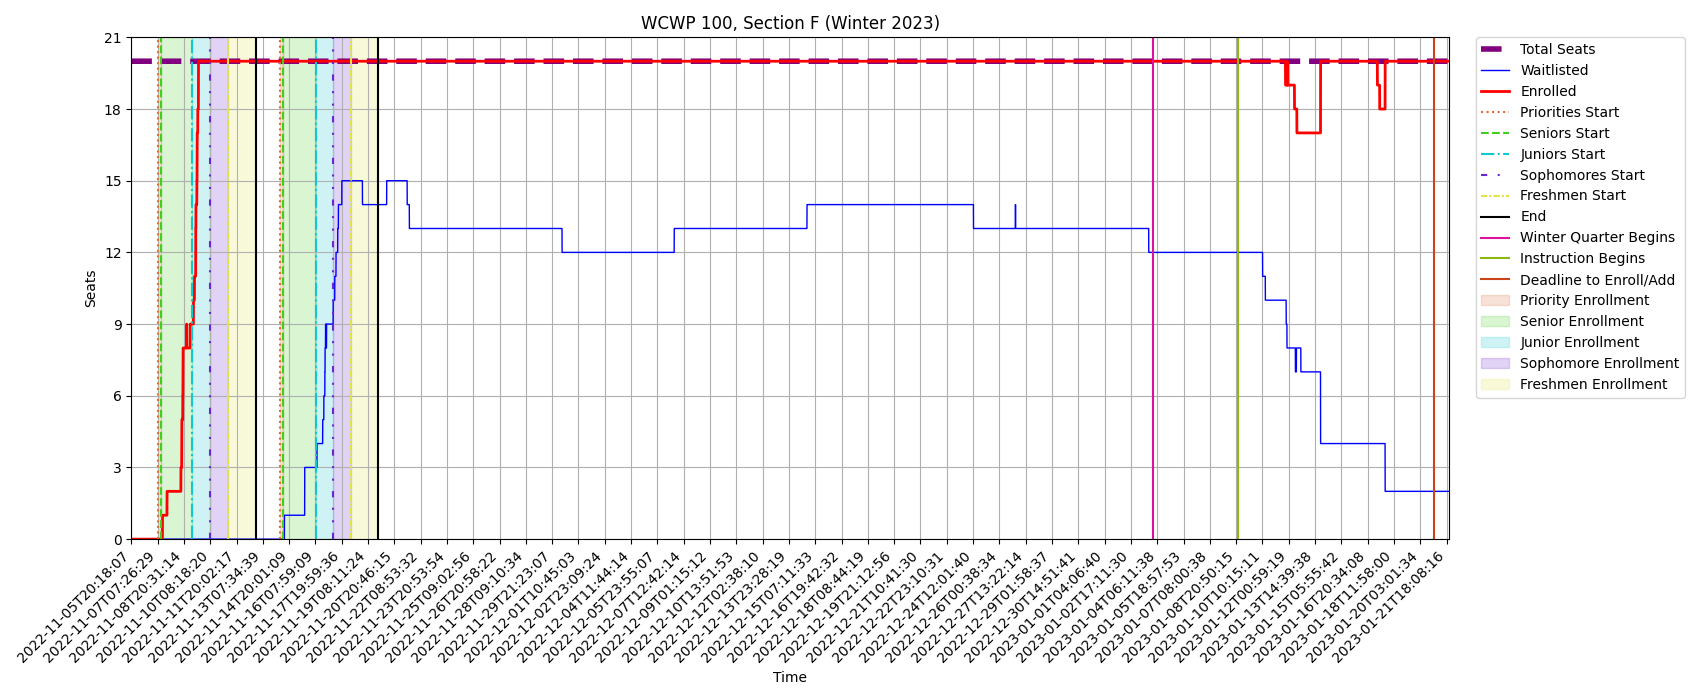 WCWP 100, Section F (Winter 2023)
21
18
15
12
9
6
3
0
Seats
2022-11-05T20:18:07
2022-11-07T07:26:29
2022-11-08T20:31:14
2022-11-10T08:18:20
2022-11-11T20:02:17
2022-11-13T07:34:39
2022-11-14T20:01:09
2022-11-16T07:59:09
2022-11-17T19:59:36
2022-11-19T08:11:24
2022-11-20T20:46:15
2022-11-22T08:53:32
2022-11-23T20:53:54
2022-11-25T09:02:56
2022-11-26T20:58:22
2022-11-28T09:10:34
2022-11-29T21:23:07
2022-12-01T10:45:03
2022-12-02T23:09:24
2022-12-04T11:44:14
2022-12-05T23:55:07
2022-12-07T12:42:14
2022-12-09T01:15:12
2022-12-10T13:51:53
2022-12-12T02:38:10
2022-12-13T23:28:19
2022-12-15T07:11:33
2022-12-16T19:42:32
2022-12-18T08:44:19
2022-12-19T21:12:56
2022-12-21T10:41:30
2022-12-22T23:10:31
2022-12-24T12:01:40
2022-12-26T00:38:34
2022-12-27T13:22:14
2022-12-29T01:58:37
2022-12-30T14:51:41
2023-01-01T04:06:40
2023-01-02T17:11:30
2023-01-04T06:11:38
2023-01-05T18:57:53
2023-01-07T08:00:38
2023-01-08T20:50:15
2023-01-10T10:15:11
2023-01-12T00:59:19
2023-01-13T14:39:38
2023-01-15T05:55:42
2023-01-16T20:34:08
2023-01-18T11:58:00
2023-01-20T03:01:34
2023-01-21T18:08:16
Time
Total Seats
Waitlisted
Enrolled
Priorities Start
Seniors Start
Juniors Start
Sophomores Start
Freshmen Start
End
Winter Quarter Begins
Instruction Begins
Deadline to Enroll/Add
Priority Enrollment
Senior Enrollment
Junior Enrollment
Sophomore Enrollment
Freshmen Enrollment